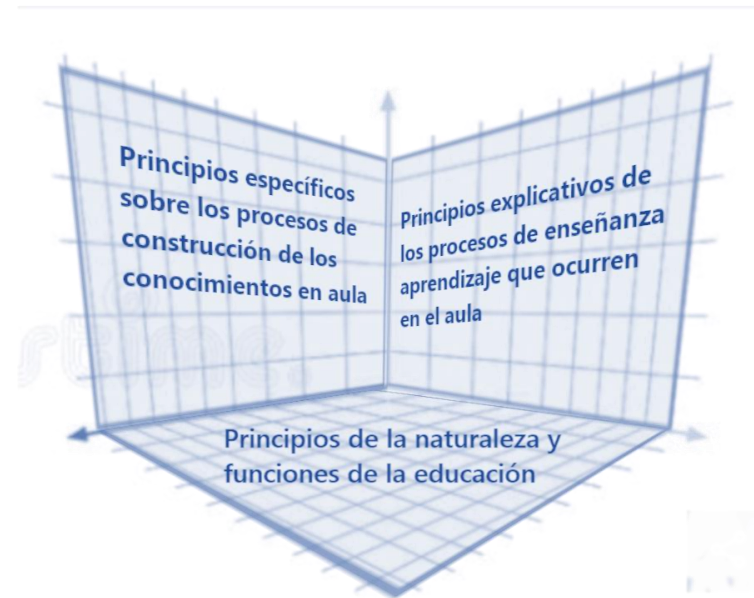 Principios específicos
sobre los procesos de
construcción de los
conocimientos en aula
Principios explicativos de
los procesos de enseñanza
aprendizaje que ocurren
en el aula
Principios de la naturaleza y
funciones de la educación